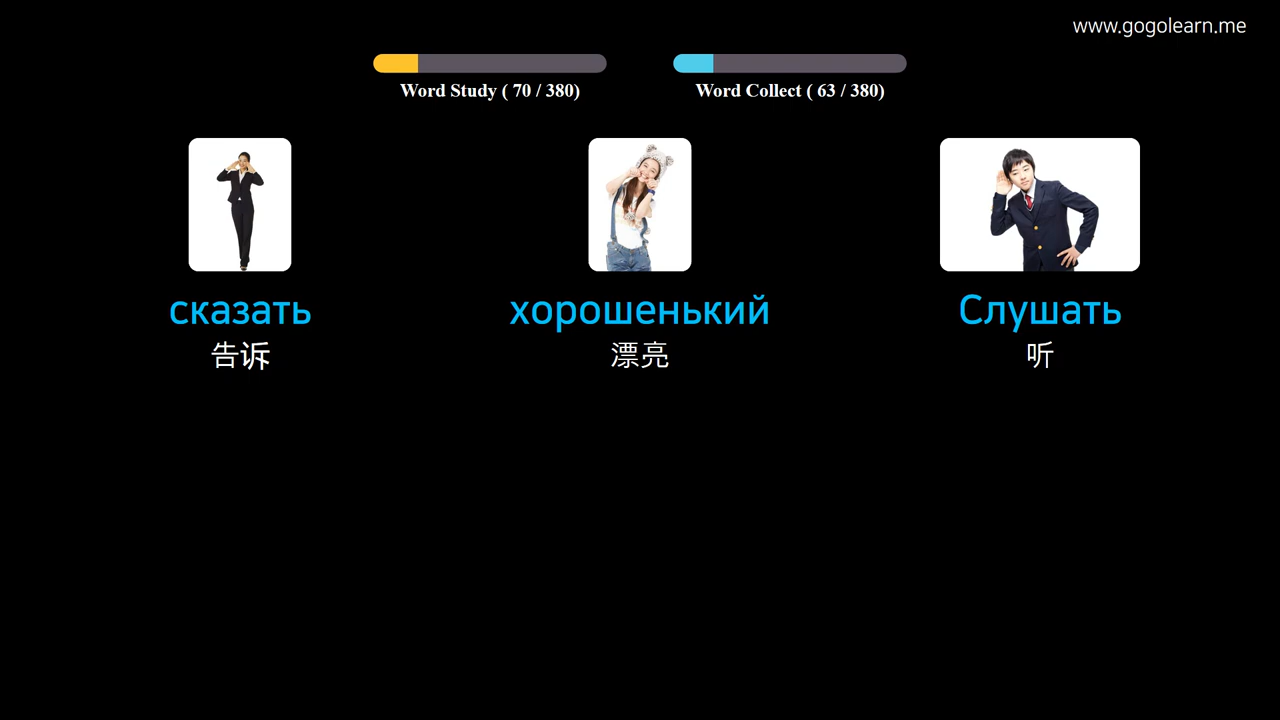 www.gogolearn.me
Word Study ( 70 / 380)
Word Collect ( 63 / 380)
сказать
хорошенький
Слушать
告诉
漂亮
听